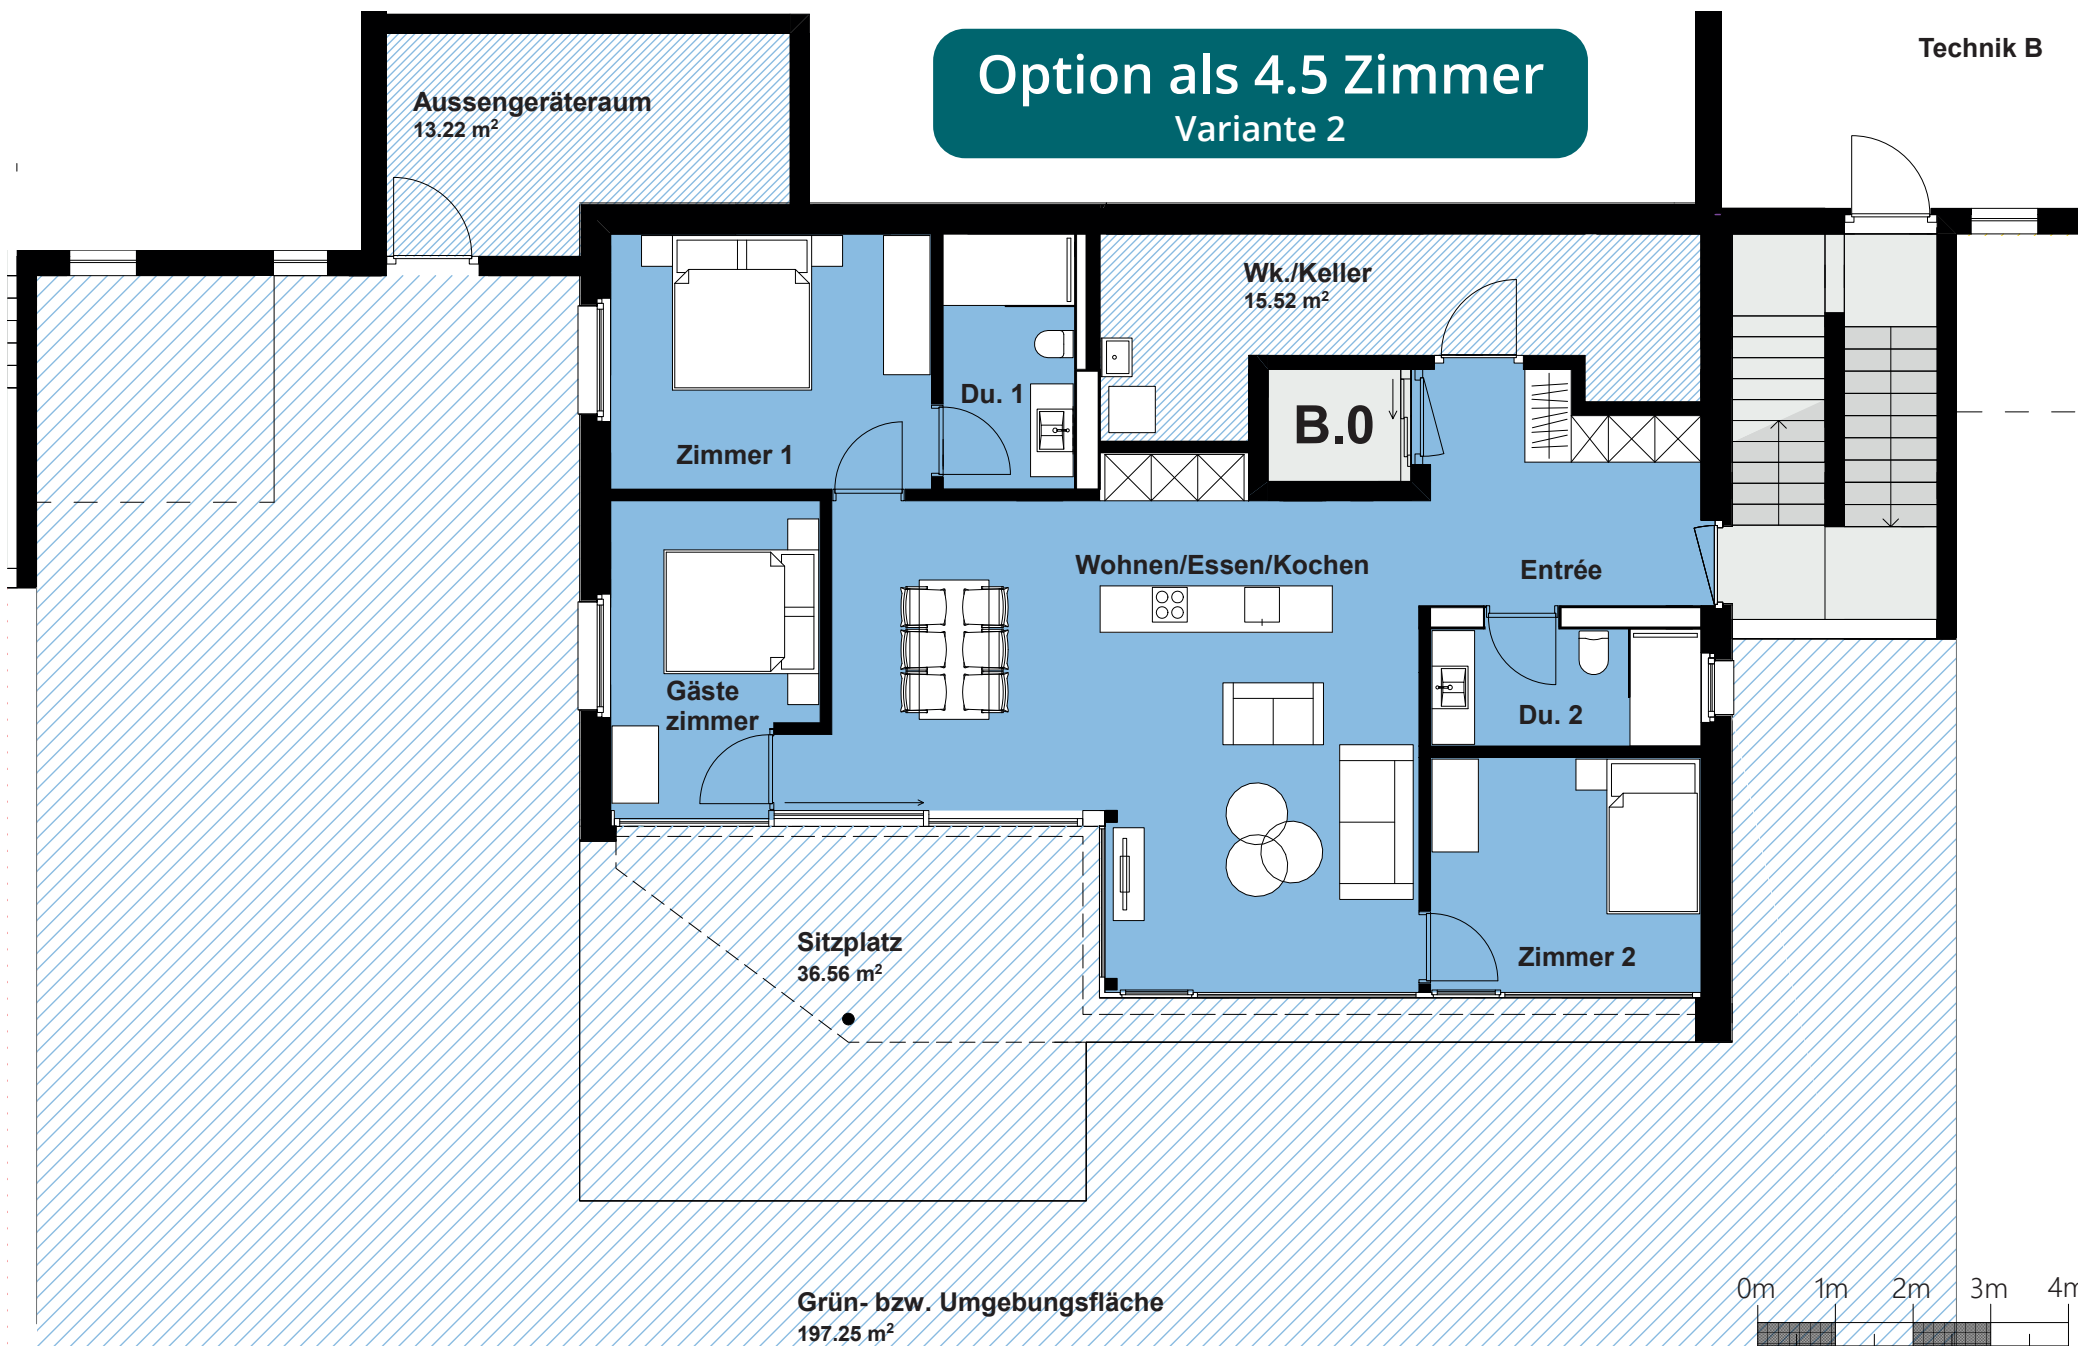 Option als 4.5 Zimmer
Variante 2
Technik B
Aussengeräteraum
13.22 m²
Wk./Keller
15.52 m²
Du. 1
B.0
Zimmer 1
Wohnen/Essen/Kochen
Entrée
Gäste
zimmer
Du. 2
Sitzplatz
36.56 m²
Zimmer 2
Grün- bzw. Umgebungsfläche
197.25 m²
0m 1m 2m 3m 4m